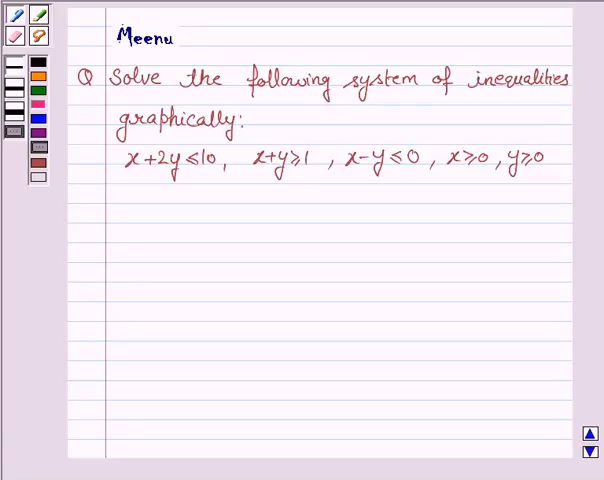 Meenu
Q Solve the following system of inequalities
graphically:
x+2y≤10, x+y≥1, x-y≤0, x≥0, y≥0